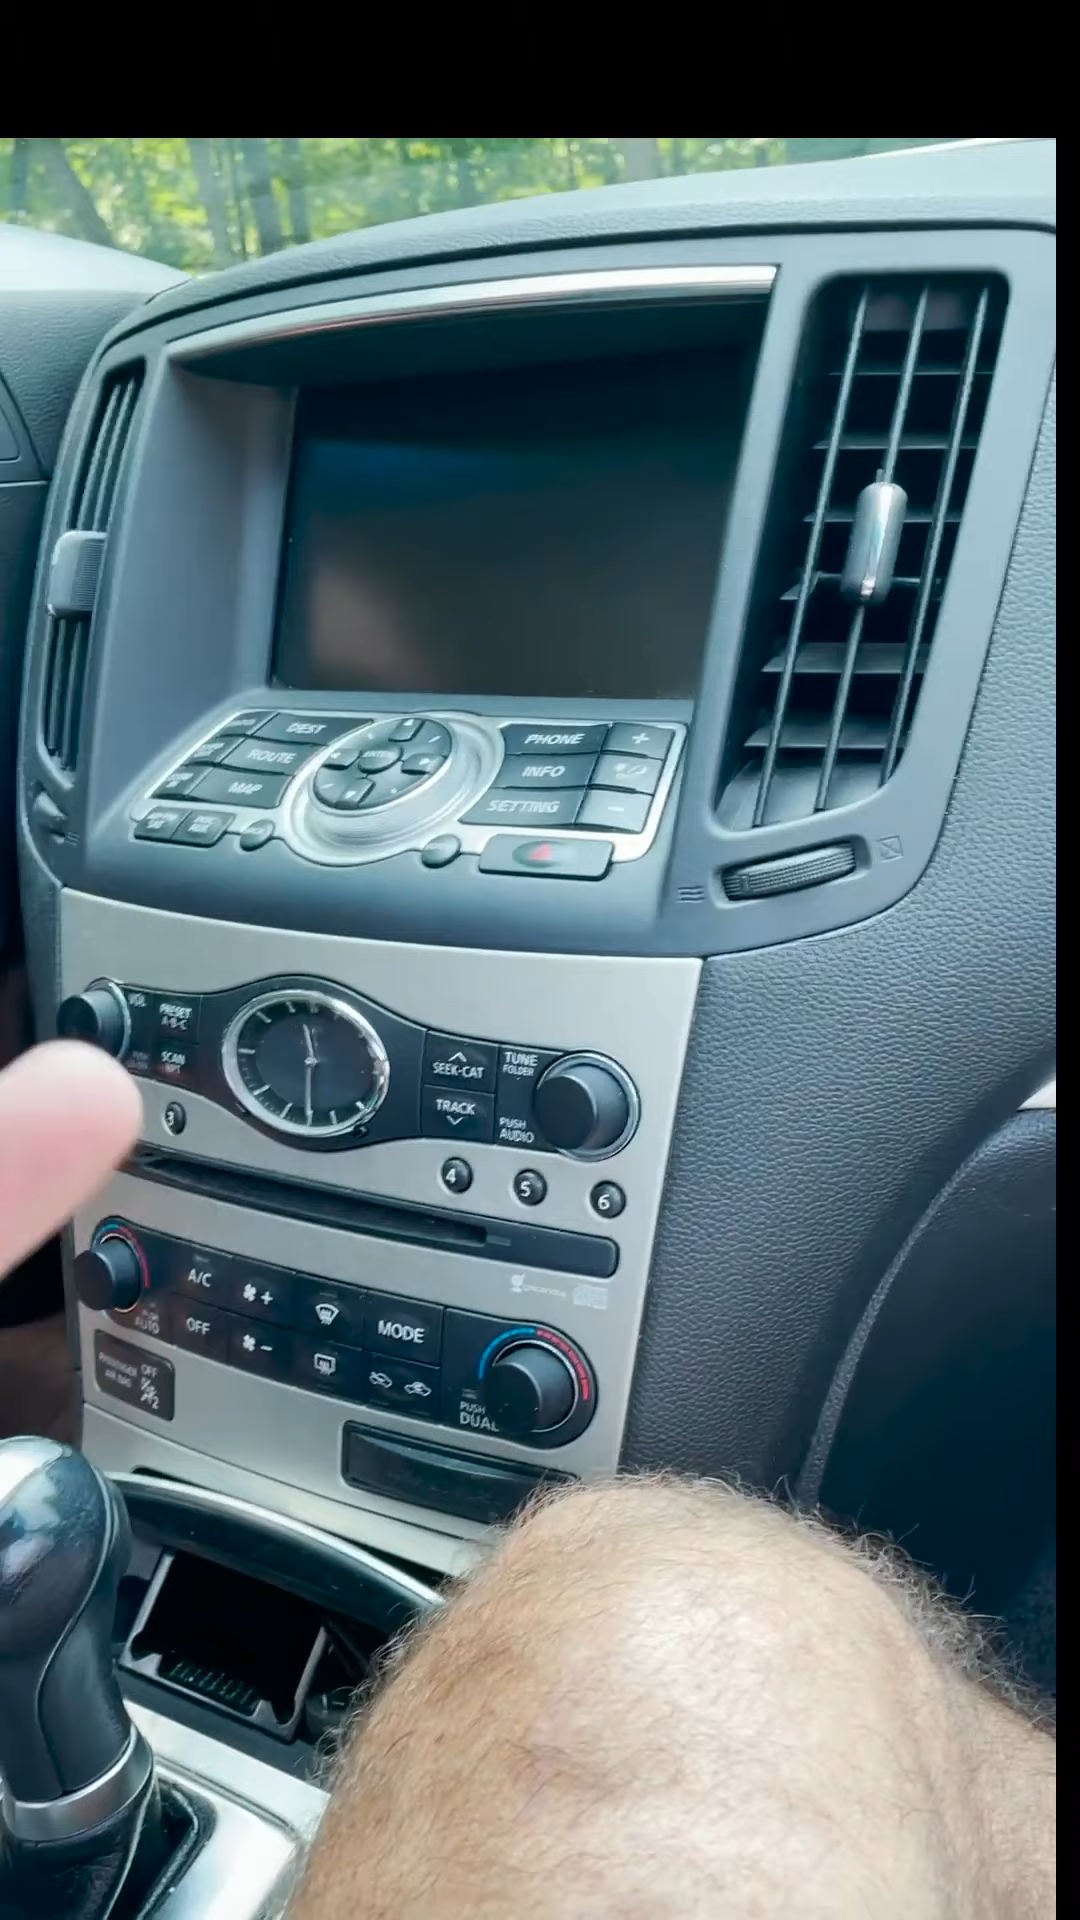 DEST
ROUTE
MAP
PHONE
+
INFO
SETTING
−
VOL
PRESET
A·B·C
SCAN
RPT
SEEK·CAT
TRACK
TUNE
FOLDER
PUSH
AUDIO
3
4
5
6
A/C
+
MODE
AUTO
OFF
−
PUSH
DUAL
PASSENGER
AIR BAG
OFF
2